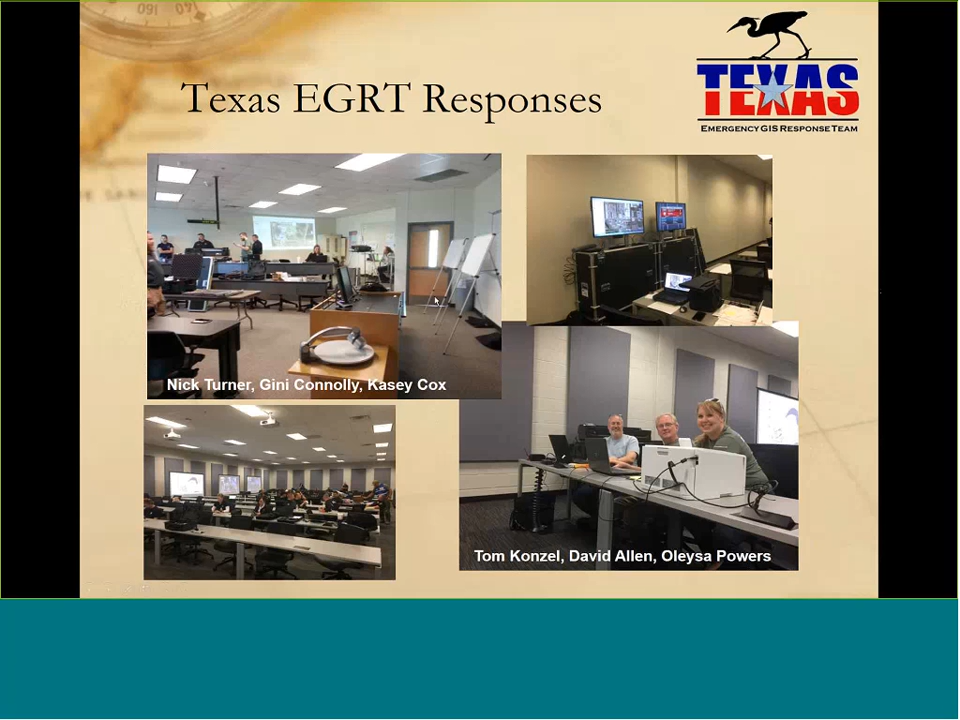 Texas EGRT Responses
TEXAS
EMERGENCY GIS RESPONSE TEAM
Nick Turner, Gini Connolly, Kasey Cox
Tom Konzel, David Allen, Oleysa Powers